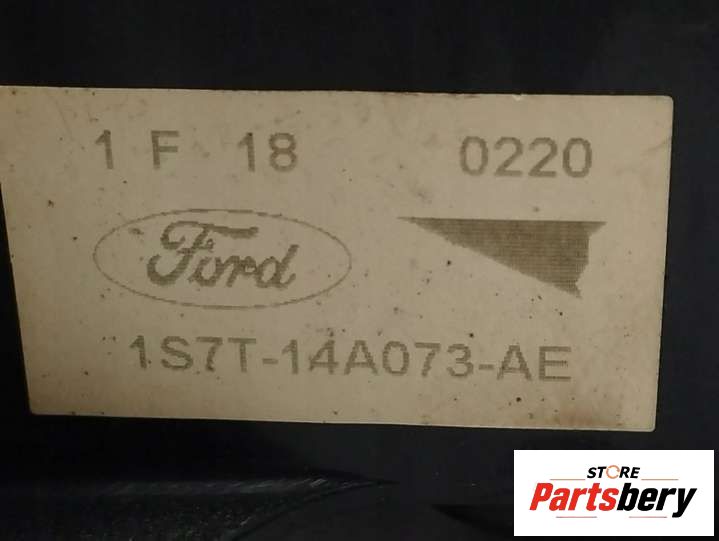 1 F 18 0220
Ford
1S7T-14A073-AE
STORE
Partsbery